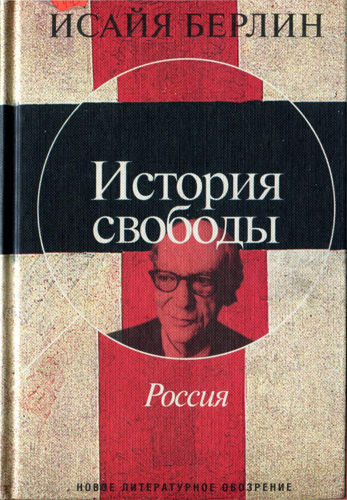 ИСАЙЯ БЕРЛИН
История
свободы
Россия
НОВОЕ ЛИТЕРАТУРНОЕ ОБОЗРЕНИЕ